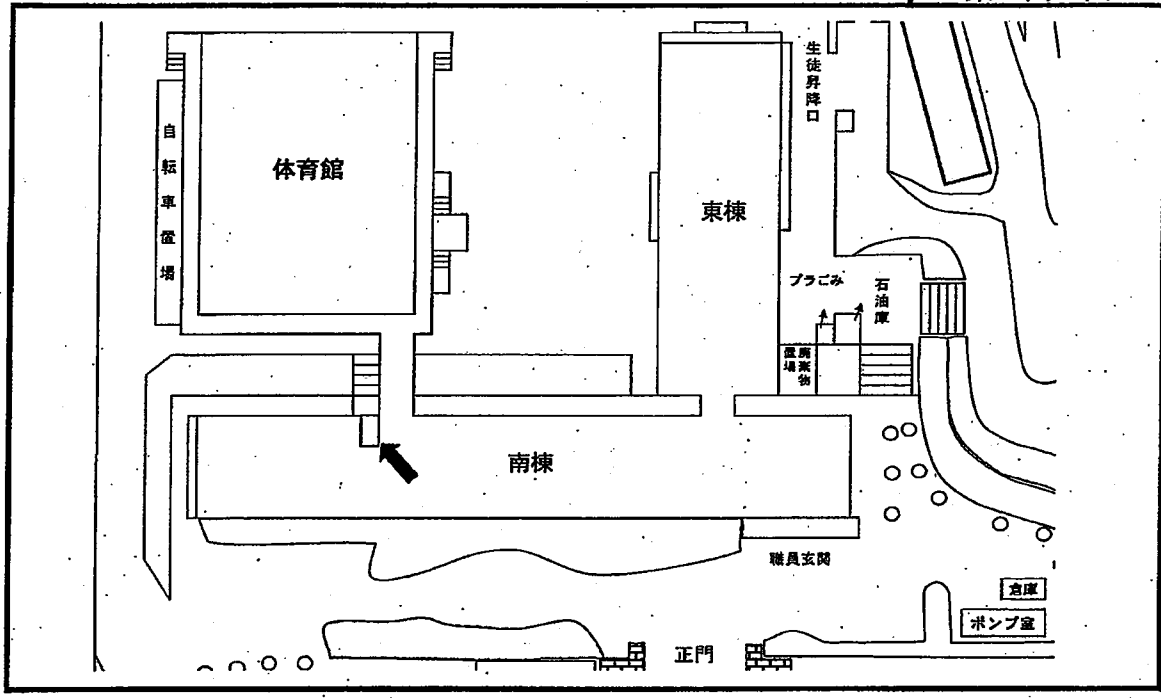 生徒昇降口
自転車置場
体育館
東棟
プラごみ
石油庫
廃棄物
置場
南棟
職員玄関
倉庫
ポンプ室
正門